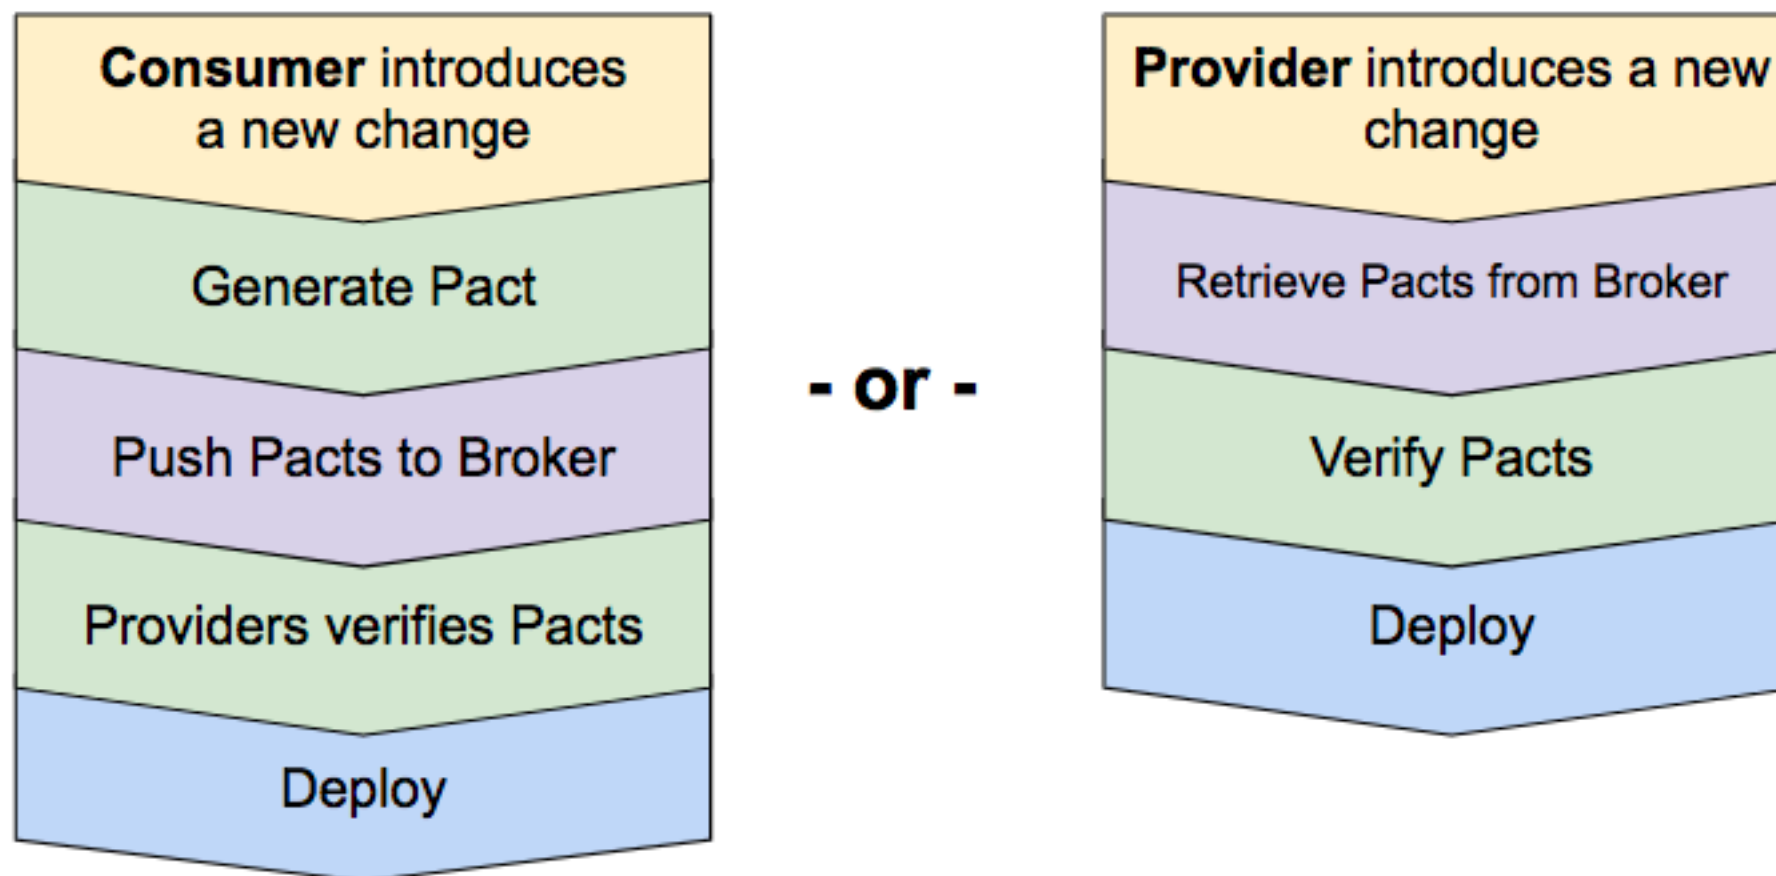 Consumer introduces
a new change
Generate Pact
Push Pacts to Broker
Providers verifies Pacts
Deploy
- or -
Provider introduces a new
change
Retrieve Pacts from Broker
Verify Pacts
Deploy